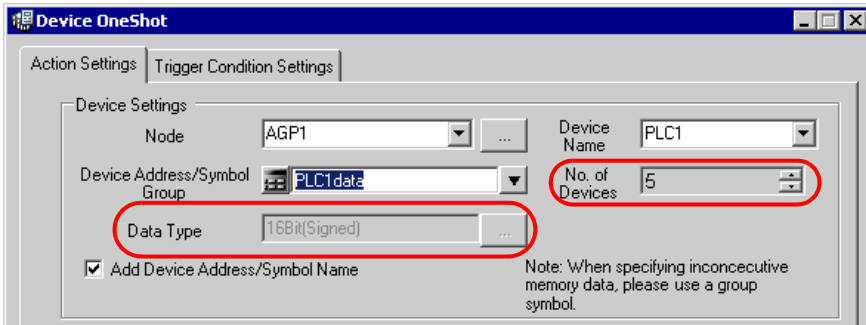 Device OneShot
Action Settings Trigger Condition Settings
Device Settings
Node AGP1 ... Device Name PLC1
Device Address/Symbol Group PLC1data No. of Devices 5
Data Type 16Bit(Signed) ...
Add Device Address/Symbol Name
Note: When specifying inconcecutive
memory data, please use a group
symbol.